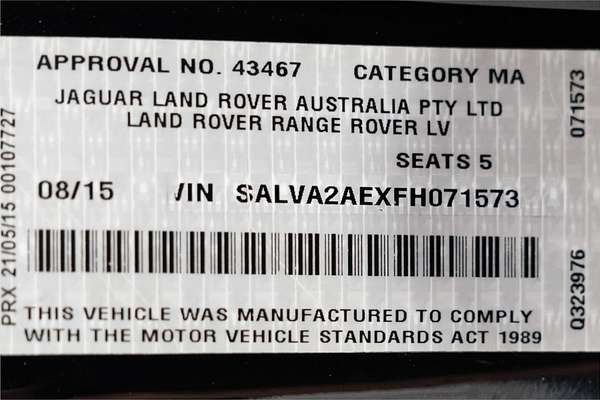 APPROVAL NO. 43467 CATEGORY MA
JAGUAR LAND ROVER AUSTRALIA PTY LTD
LAND ROVER RANGE ROVER LV
SEATS 5
08/15 VIN SALVA2AEXFH071573
THIS VEHICLE WAS MANUFACTURED TO COMPLY
WITH THE MOTOR VEHICLE STANDARDS ACT 1989
PRX 21/05/15 00107727
071573
Q323976